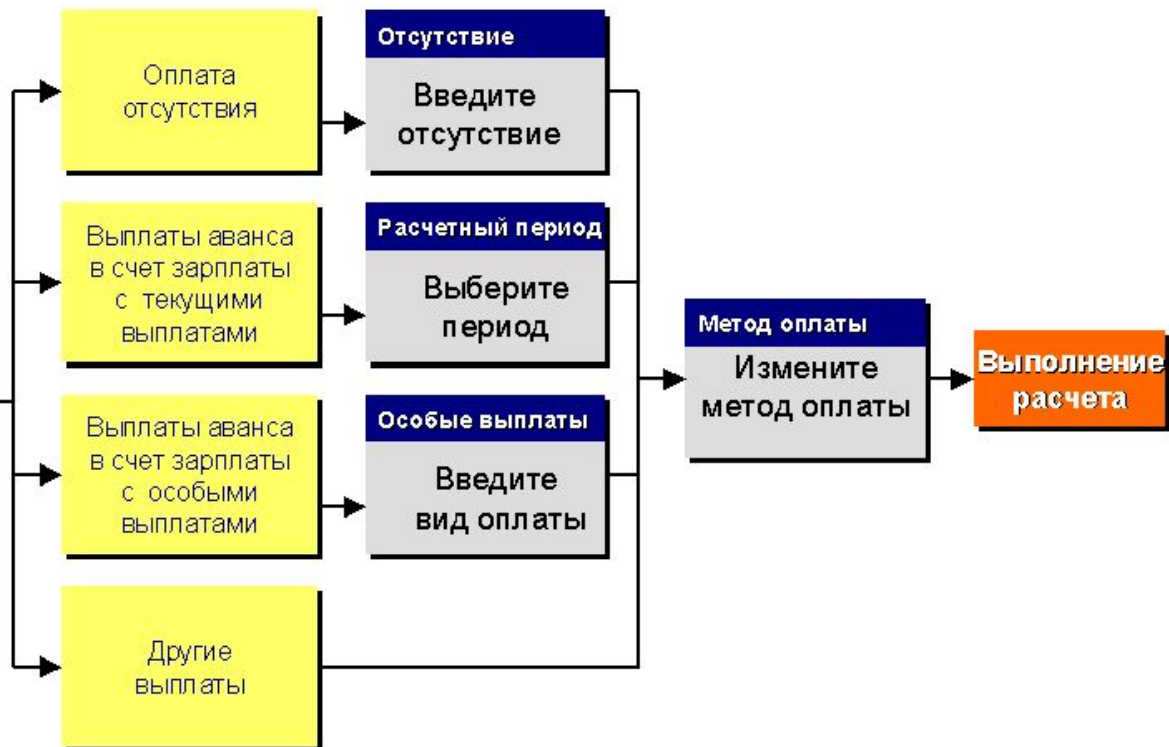 Оплата
отсутствия
Отсутствие
Введите
отсутствие
Выплаты аванса
в счет зарплаты
с текущими
выплатами
Расчетный период
Выберите
период
Выплаты аванса
в счет зарплаты
с особыми
выплатами
Особые выплаты
Введите
вид оплаты
Другие
выплаты
Метод оплаты
Измените
метод оплаты
Выполнение
расчета